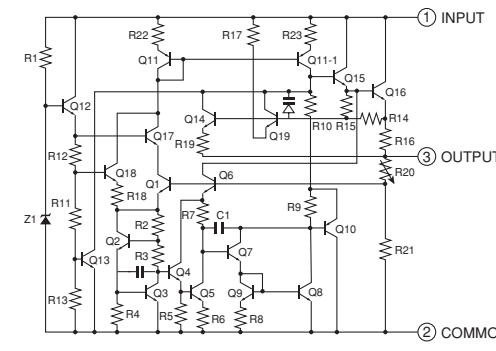 1 INPUT
R22
R17
R23
R1
Q11
Q11-1
Q15
Q16
Q12
Q14
Q19
R10
R15
R14
Q17
R19
R16
R12
3 OUTPUT
Q18
Q1
Q6
R20
R18
R11
R2
R7
C1
R9
Q10
Q2
R3
Q7
R21
Z1
Q13
Q4
R13
R4
Q3
R5
Q5
R6
Q9
R8
Q8
2 COMMO